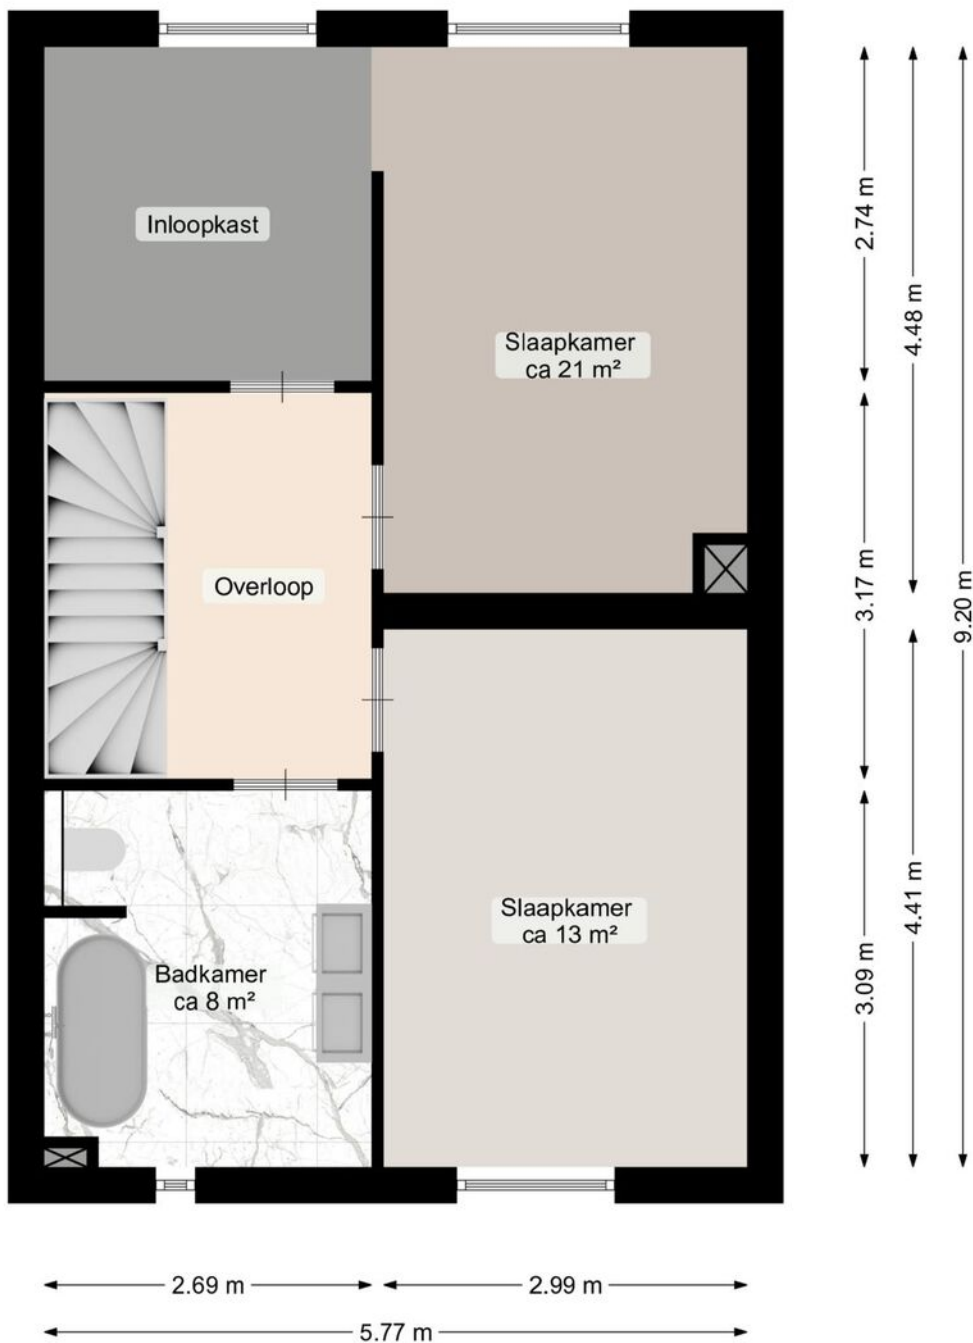 Inloopkast
Slaapkamer
ca 21 m²
Overloop
Slaapkamer
ca 13 m²
Badkamer
ca 8 m²
2.74 m
4.48 m
3.17 m
9.20 m
4.41 m
3.09 m
2.69 m
2.99 m
5.77 m